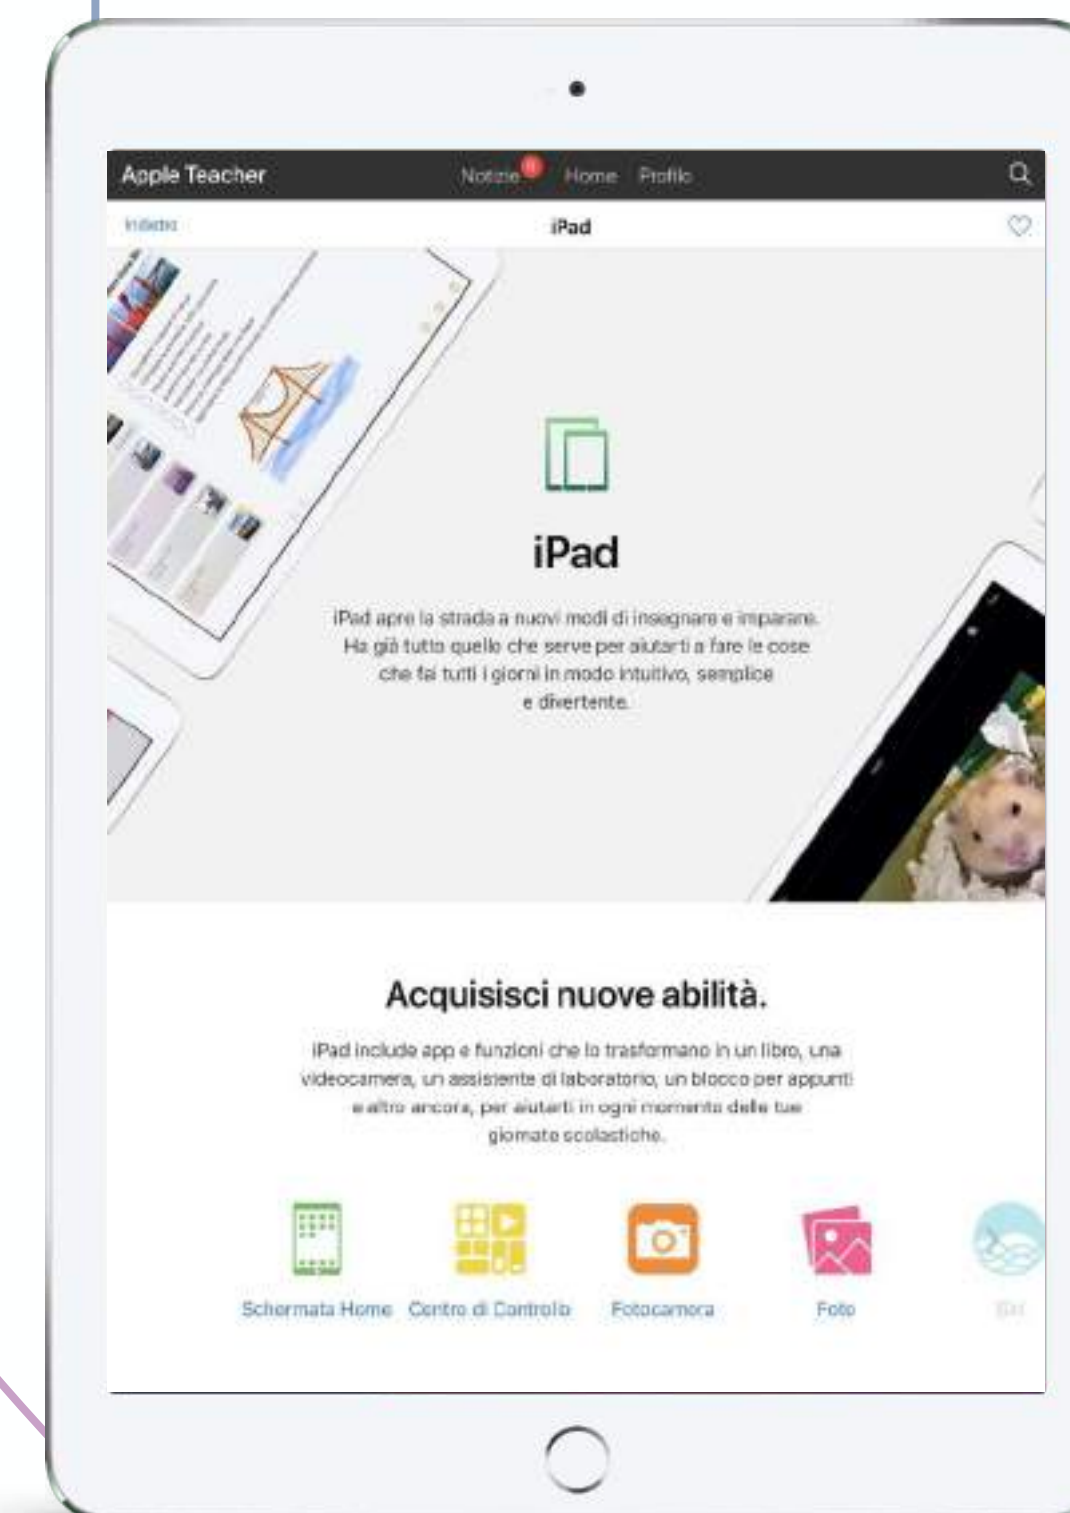 Apple Teacher Notizie Home Profilo
Indietro iPad
iPad
iPad apre la strada a nuovi modi di insegnare e imparare.
Ha già tutto quello che serve per aiutarti a fare le cose
che fai tutti i giorni in modo intuitivo, semplice
e divertente.
Acquisisci nuove abilità.
iPad include app e funzioni che lo trasformano in un libro, una
videocamera, un assistente di laboratorio, un blocco per appunti
e altro ancora, per aiutarti in ogni momento delle tue
giornate scolastiche.
Schermata Home Centro di Controllo Fotocamera Foto